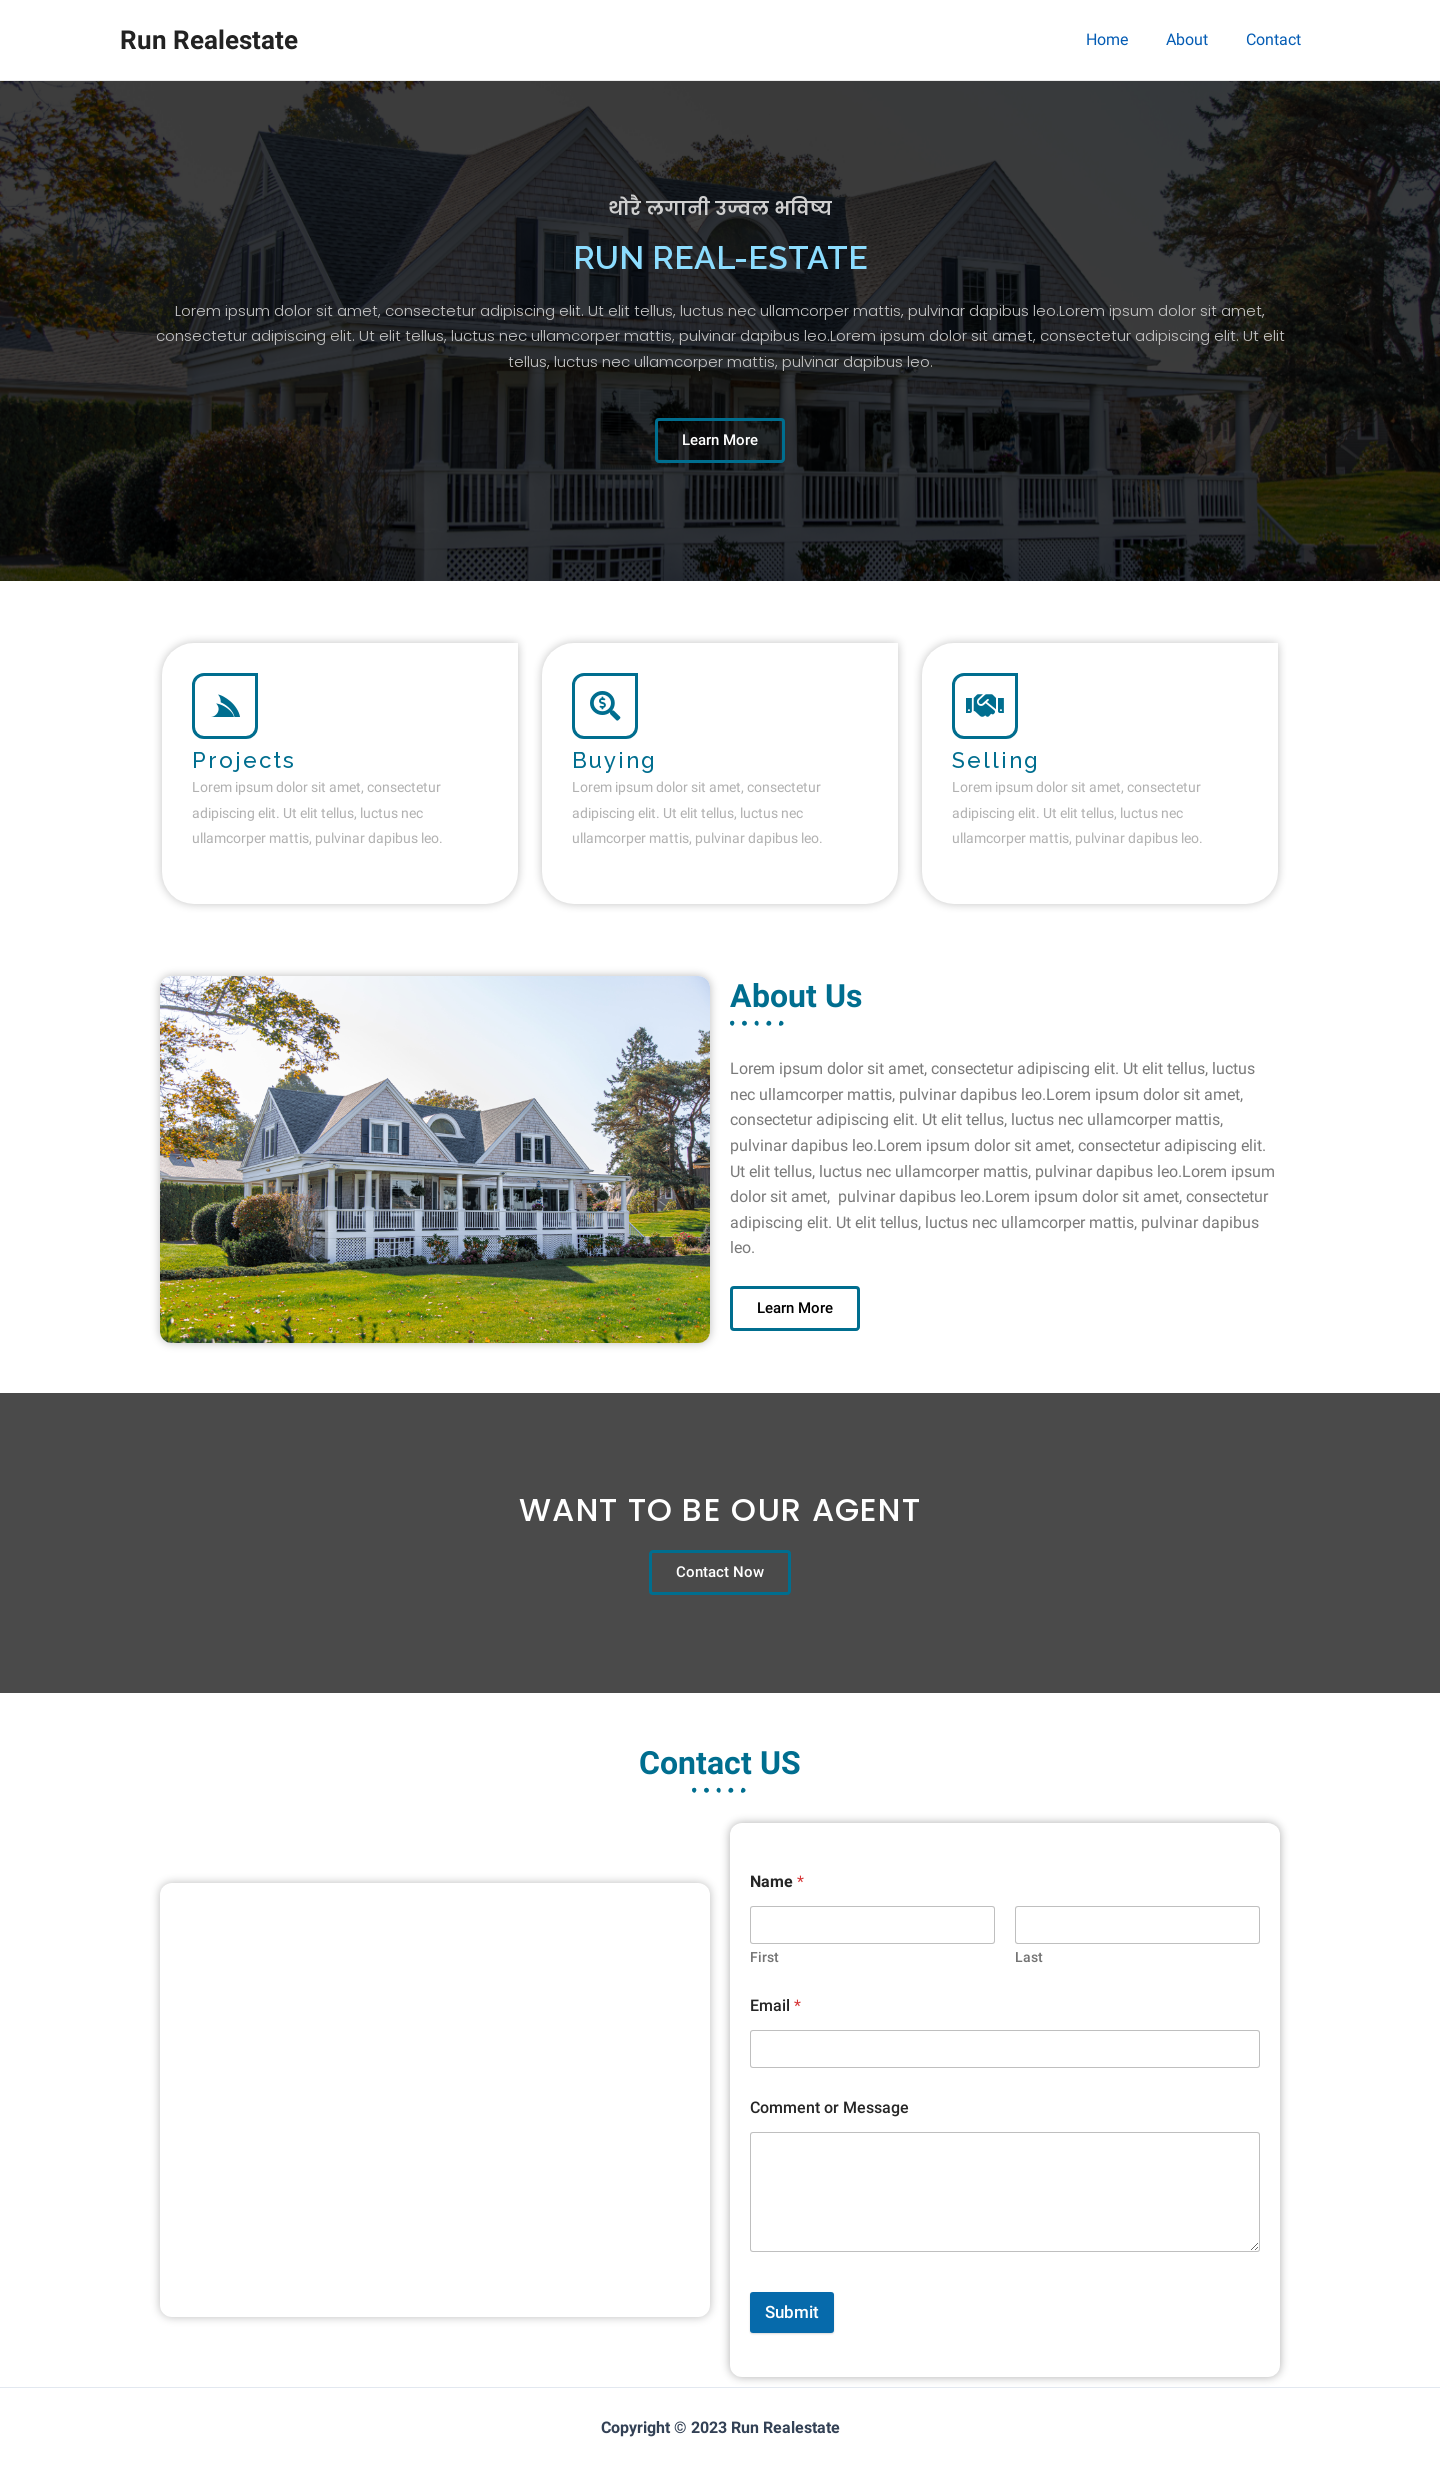 Run Realestate
Home
About
Contact
थोरै लगानी उज्वल भविष्य
RUN REAL-ESTATE
Lorem ipsum dolor sit amet, consectetur adipiscing elit. Ut elit tellus, luctus nec ullamcorper mattis, pulvinar dapibus leo.Lorem ipsum dolor sit amet,
consectetur adipiscing elit. Ut elit tellus, luctus nec ullamcorper mattis, pulvinar dapibus leo.Lorem ipsum dolor sit amet, consectetur adipiscing elit. Ut elit
tellus, luctus nec ullamcorper mattis, pulvinar dapibus leo.
Learn More
Projects
Lorem ipsum dolor sit amet, consectetur
adipiscing elit. Ut elit tellus, luctus nec
ullamcorper mattis, pulvinar dapibus leo.
Buying
Lorem ipsum dolor sit amet, consectetur
adipiscing elit. Ut elit tellus, luctus nec
ullamcorper mattis, pulvinar dapibus leo.
Selling
Lorem ipsum dolor sit amet, consectetur
adipiscing elit. Ut elit tellus, luctus nec
ullamcorper mattis, pulvinar dapibus leo.
About Us
Lorem ipsum dolor sit amet, consectetur adipiscing elit. Ut elit tellus, luctus
nec ullamcorper mattis, pulvinar dapibus leo.Lorem ipsum dolor sit amet,
consectetur adipiscing elit. Ut elit tellus, luctus nec ullamcorper mattis,
pulvinar dapibus leo.Lorem ipsum dolor sit amet, consectetur adipiscing elit.
Ut elit tellus, luctus nec ullamcorper mattis, pulvinar dapibus leo.Lorem ipsum
dolor sit amet,  pulvinar dapibus leo.Lorem ipsum dolor sit amet, consectetur
adipiscing elit. Ut elit tellus, luctus nec ullamcorper mattis, pulvinar dapibus
leo.
Learn More
WANT TO BE OUR AGENT
Contact Now
Contact US
Name *
First
Last
Email *
Comment or Message
Submit
Copyright © 2023 Run Realestate